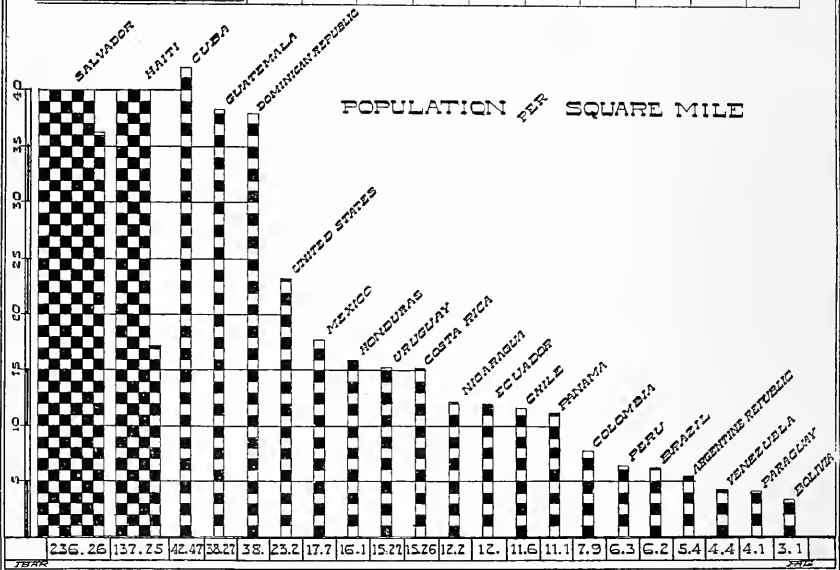 POPULATION PER SQUARE MILE
SALVADOR
HAITI
CUBA
GUATEMALA
DOMINICAN REPUBLIC
UNITED STATES
MEXICO
HONDURAS
URUGUAY
COSTA RICA
NICARAGUA
ECUADOR
CHILE
PANAMA
COLOMBIA
PERU
BRAZIL
ARGENTINE REPUBLIC
VENEZUELA
PARAGUAY
BOLIVIA
40
35
30
25
20
15
10
5
236.26 137.25 42.47 38.27 38. 23.2 17.7 16.1 15.27 15.26 12.2 12. 11.6 11.1 7.9 6.3 6.2 5.4 4.4 4.1 3.1